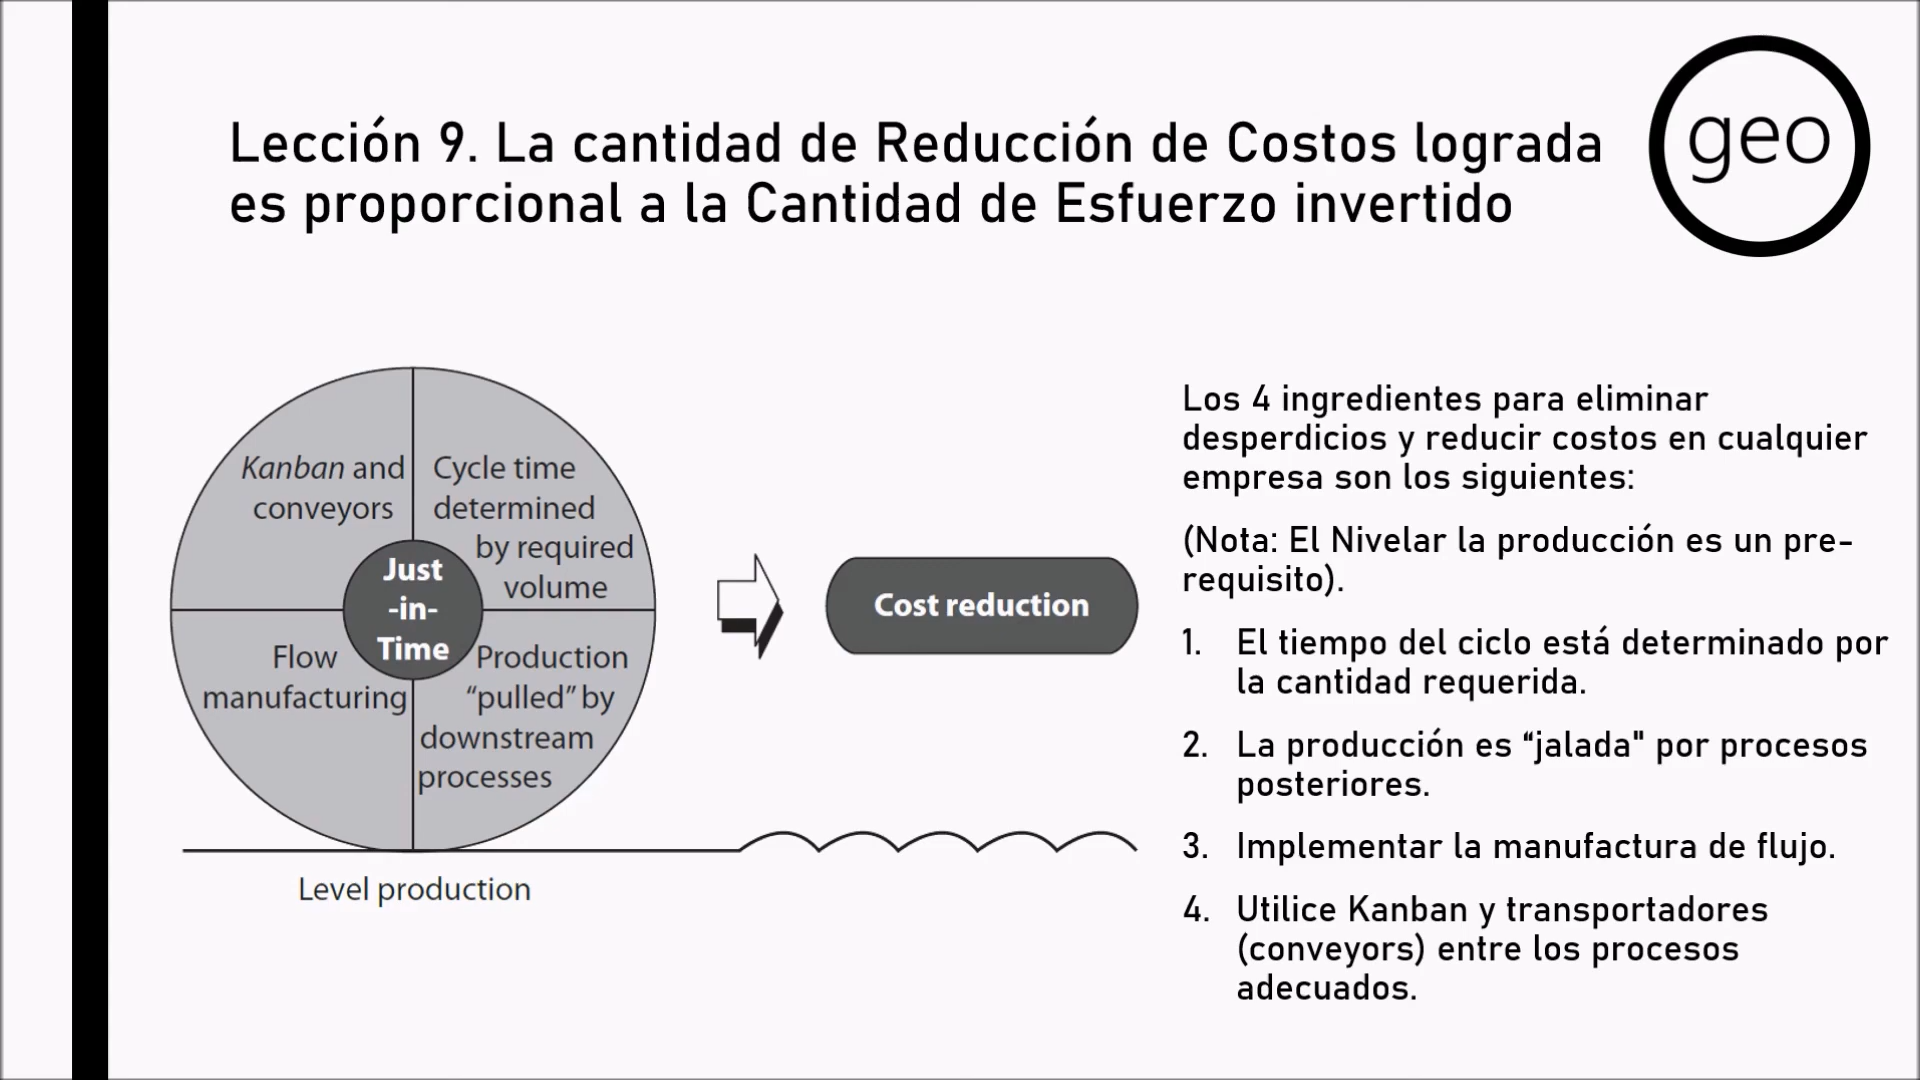 Lección 9. La cantidad de Reducción de Costos lograda
es proporcional a la Cantidad de Esfuerzo invertido
geo
Kanban and
conveyors
Cycle time
determined
by required
volume
Just
-in-
Time
Flow
manufacturing
Production
“pulled” by
downstream
processes
Level production
Cost reduction
Los 4 ingredientes para eliminar
desperdicios y reducir costos en cualquier
empresa son los siguientes:
(Nota: El Nivelar la producción es un pre-
requisito).
1. El tiempo del ciclo está determinado por
la cantidad requerida.
2. La producción es “jalada" por procesos
posteriores.
3. Implementar la manufactura de flujo.
4. Utilice Kanban y transportadores
(conveyors) entre los procesos
adecuados.